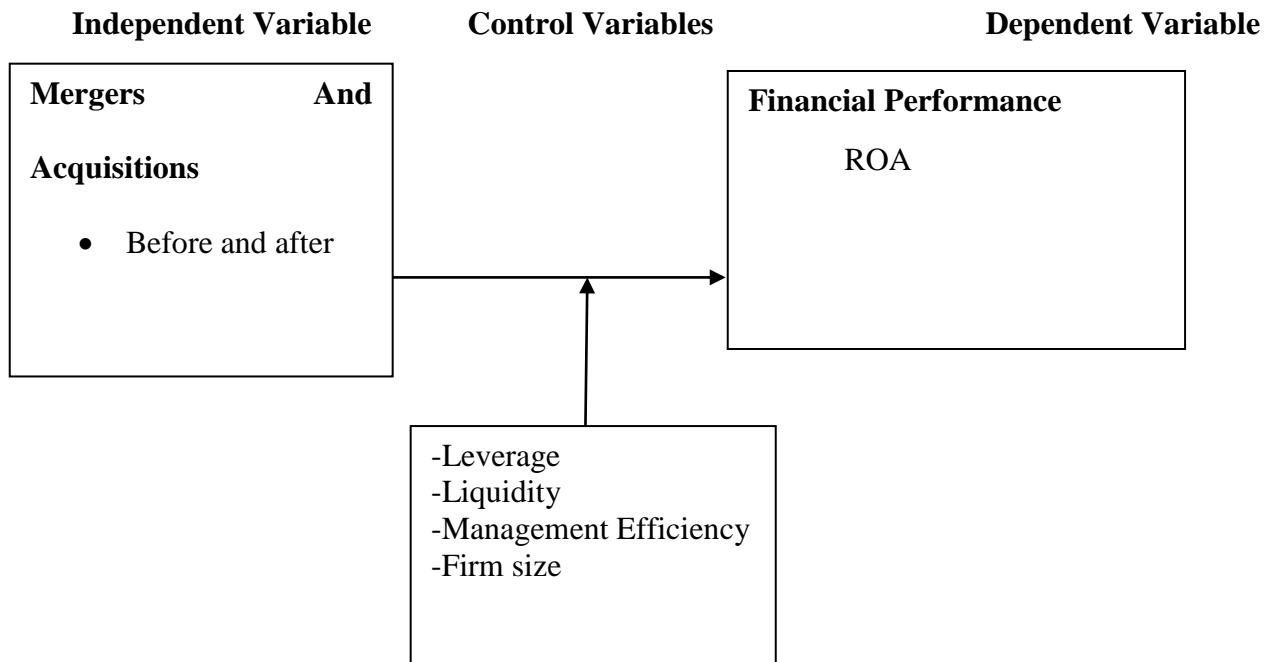 Independent Variable Control Variables Dependent Variable
Mergers And
Acquisitions
• Before and after
Financial Performance
ROA
-Leverage
-Liquidity
-Management Efficiency
-Firm size